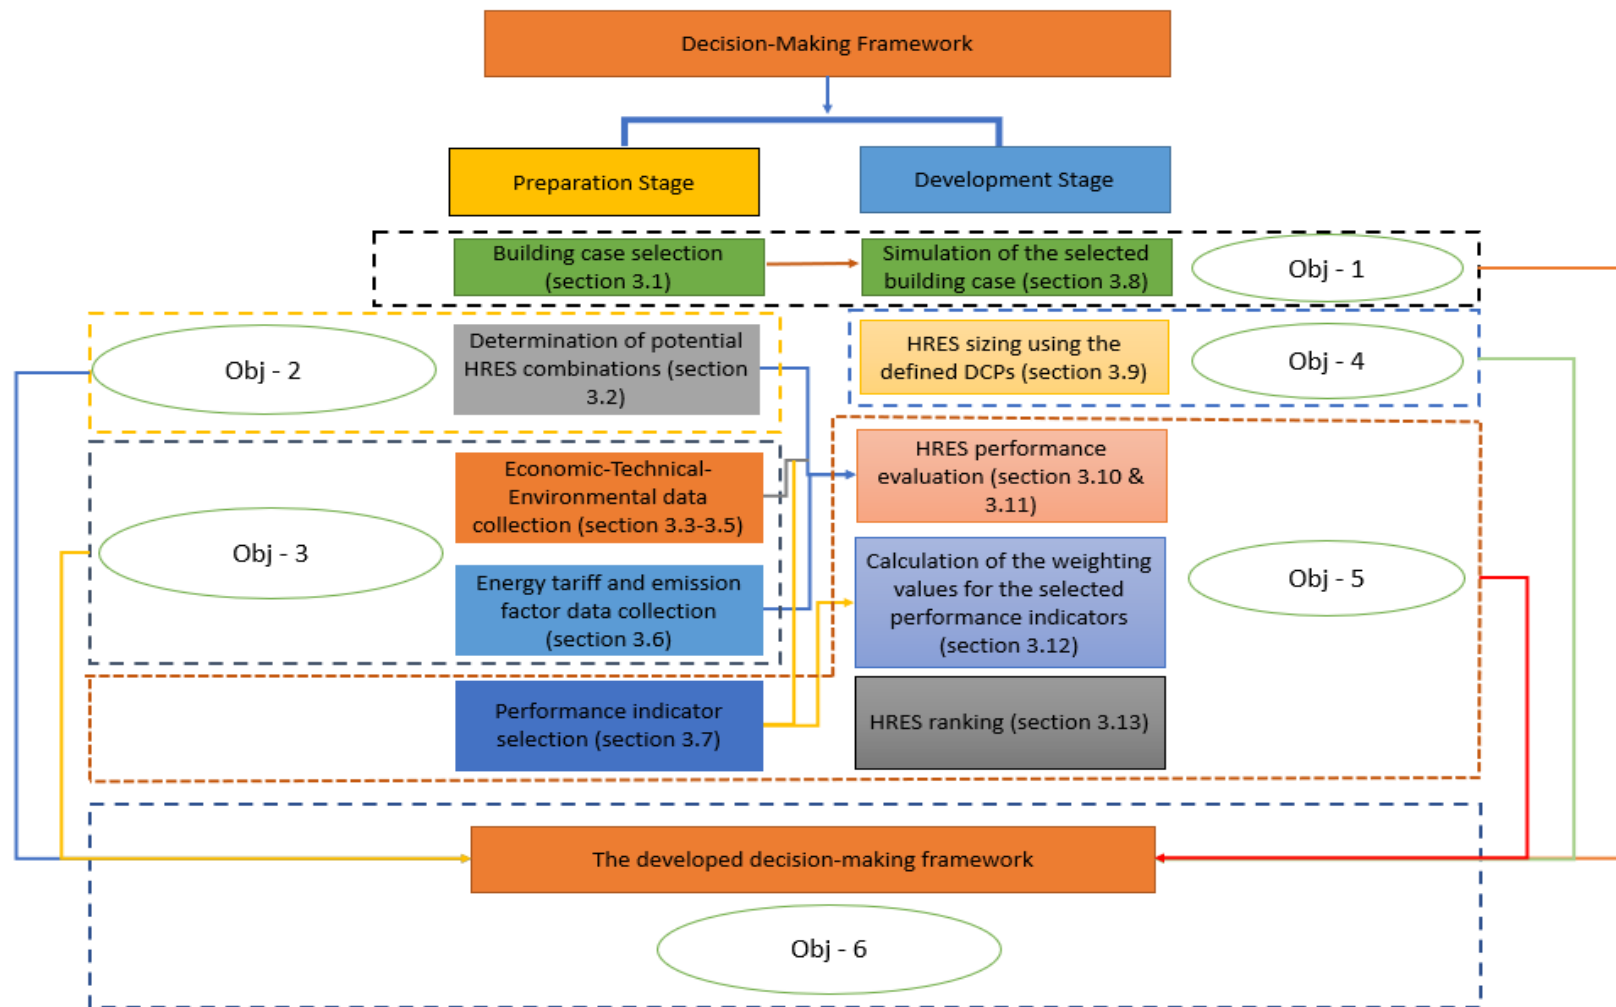 Decision-Making Framework
Preparation Stage
Development Stage
Building case selection
(section 3.1)
Simulation of the selected
building case (section 3.8)
Obj - 1
Obj - 2
Determination of potential
HRES combinations (section
3.2)
HRES sizing using the
defined DCPs (section 3.9)
Obj - 4
Obj - 3
Economic-Technical-
Environmental data
collection (section 3.3-3.5)
HRES performance
evaluation (section 3.10 &
3.11)
Energy tariff and emission
factor data collection
(section 3.6)
Calculation of the weighting
values for the selected
performance indicators
(section 3.12)
Obj - 5
Performance indicator
selection (section 3.7)
HRES ranking (section 3.13)
The developed decision-making framework
Obj - 6